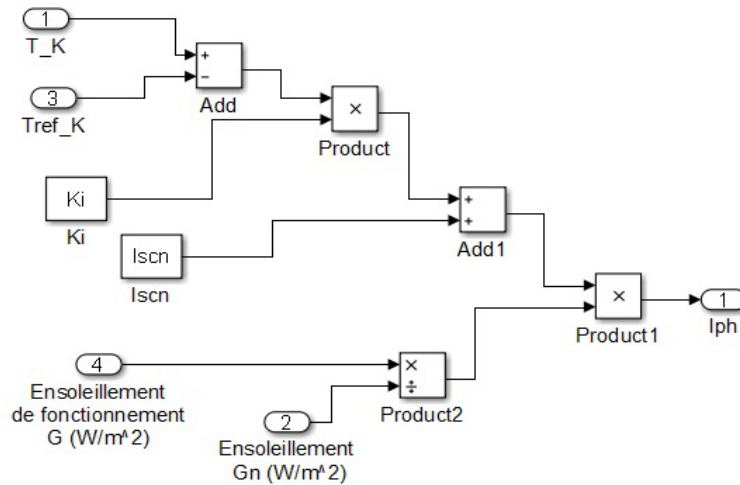 1
T_K
+
−
Add
3
Tref_K
×
Product
Ki
Ki
+
+
Add1
Iscn
Iscn
×
Product1
1
Iph
4
Ensoleillement
de fonctionnement
G (W/m^2)
×
÷
Product2
2
Ensoleillement
Gn (W/m^2)